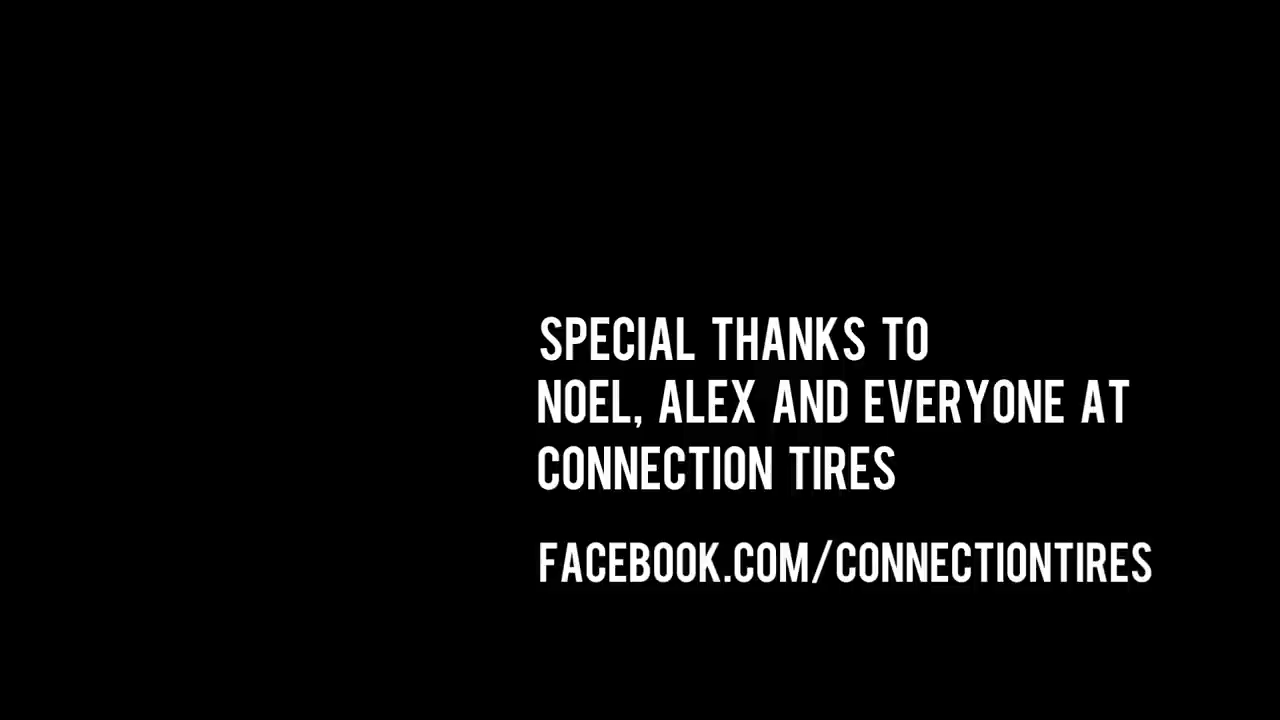 SPECIAL THANKS TO
NOEL, ALEX AND EVERYONE AT
CONNECTION TIRES
FACEBOOK.COM/CONNECTIONTIRES